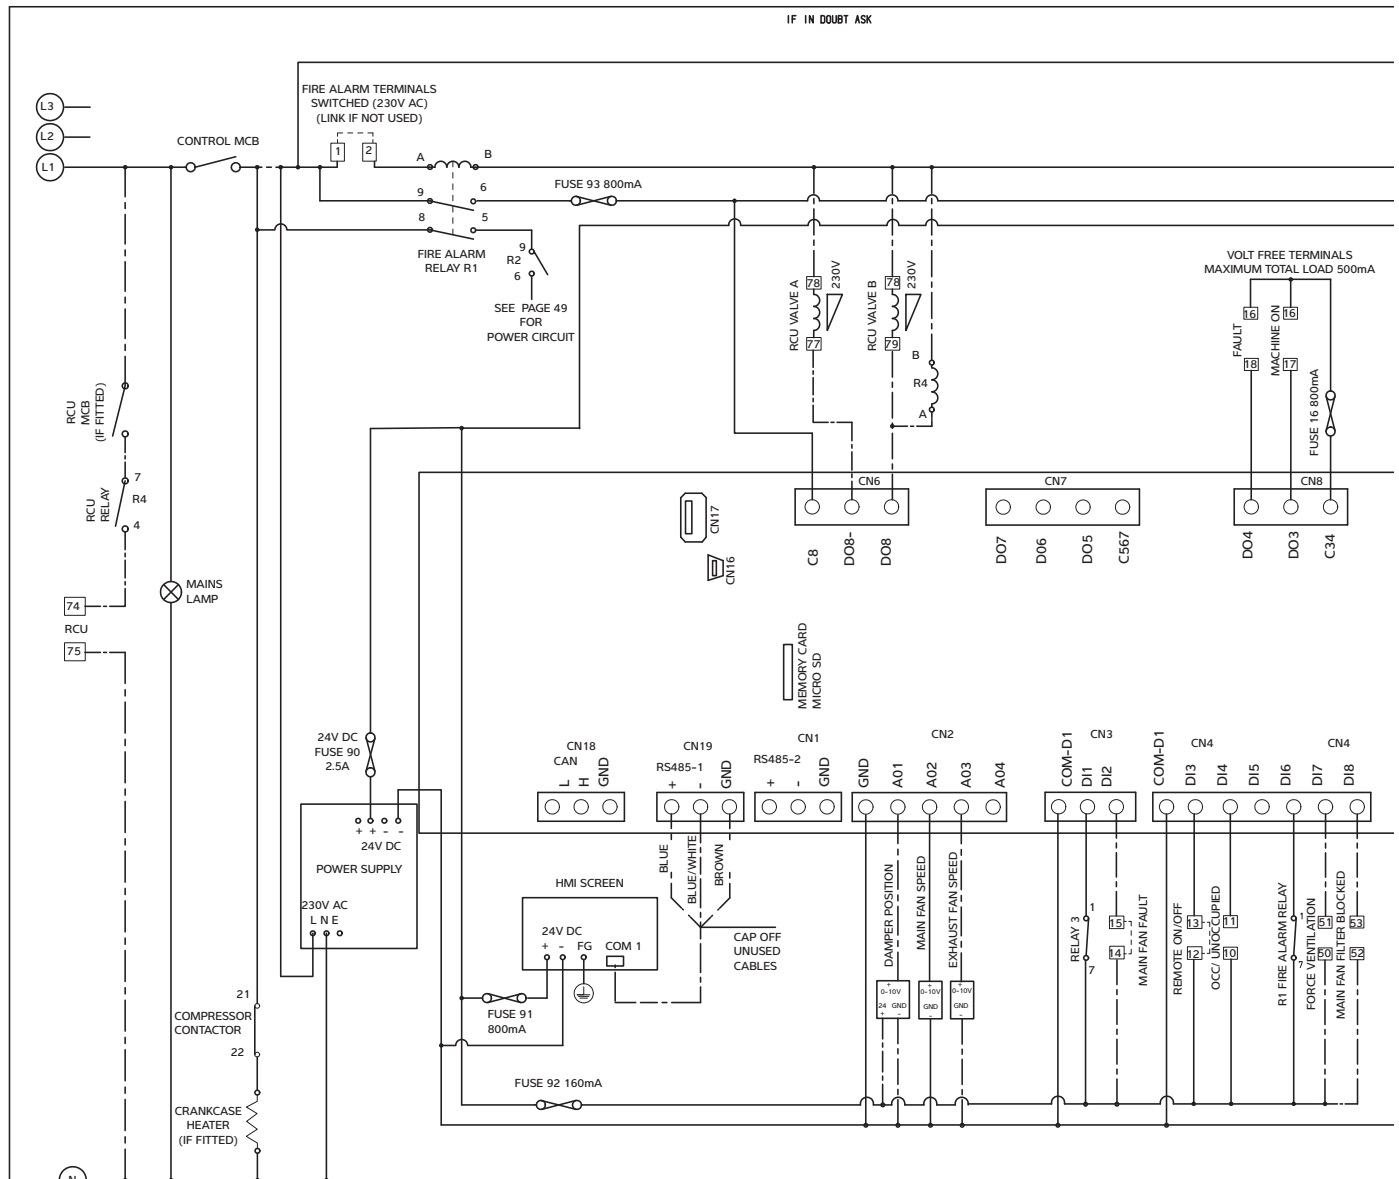 IF IN DOUBT ASK
FIRE ALARM TERMINALS
SWITCHED (230V AC)
(LINK IF NOT USED)
L3
L2
L1
CONTROL MCB
1
2
A
B
9
6
8
5
FUSE 93 800mA
FIRE ALARM
RELAY R1
9
R2
6
SEE PAGE 49
FOR
POWER CIRCUIT
RCU VALVE A
78
77
230V
RCU VALVE B
78
79
230V
B
R4
A
VOLT FREE TERMINALS
MAXIMUM TOTAL LOAD 500mA
FAULT
16
18
MACHINE ON
16
17
FUSE 16 800mA
RCU
MCB
(IF FITTED)
RCU
RELAY
7
R4
4
74
RCU
75
MAINS
LAMP
CN17
CN16
CN6
C8
DO8-
DO8
CN7
DO7
D06
DO5
C567
CN8
DO4
DO3
C34
MEMORY CARD
MICRO SD
24V DC
FUSE 90
2.5A
+ + - -
24V DC
POWER SUPPLY
230V AC
L N E
CN18
CAN
L
H
GND
CN19
RS485-1
+
-
GND
CN1
RS485-2
+
-
GND
CN2
GND
A01
A02
A03
A04
CN3
COM-D1
DI1
DI2
CN4
COM-D1
DI3
DI4
DI5
DI6
CN4
DI7
DI8
BLUE
BLUE/WHITE
BROWN
CAP OFF
UNUSED
CABLES
HMI SCREEN
24V DC
+ - FG COM 1
FUSE 91
800mA
FUSE 92 160mA
DAMPER POSITION
+
0-10V
24 GND
+ -
MAIN FAN SPEED
+
0-10V
GND
-
EXHAUST FAN SPEED
+
0-10V
GND
-
RELAY 3
1
7
15
14
MAIN FAN FAULT
REMOTE ON/OFF
13
12
OCC/ UNOCCUPIED
11
10
R1 FIRE ALARM RELAY
1
7
FORCE VENTILATION
51
50
MAIN FILTER BLOCKED
53
52
21
COMPRESSOR
CONTACTOR
22
CRANKCASE
HEATER
(IF FITTED)
N